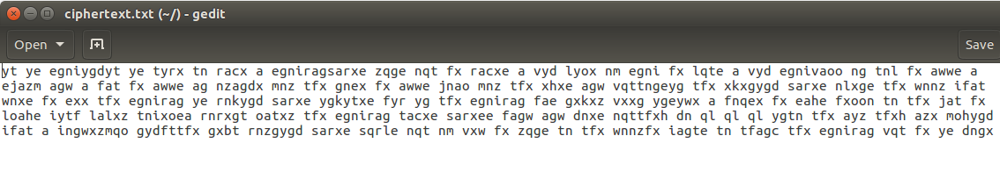 ciphertext.txt (~/) - gedit
Open
Save
yt ye egniygdyt ye tyrx tn racx a egniragsarxe zqge nqt fx racxe a vyd lyox nm egni fx lqte a vyd egnivaoo ng tnl fx awwe a
ejazm agw a fat fx awwe ag nzagdx mnz tfx gnex fx awwe jnao mnz tfx xhxe agw vqttngeyg tfx xkxgygd sarxe nlxge tfx wnnz ifat
wnxe fx exx tfx egnirag ye rnkygd sarxe ygkytxe fyr yg tfx egnirag fae gxkxz vxxg ygeywx a fnqex fx eahe fxoon tn tfx jat fx
loahe iytf lalxz tnixoea rnrxgt oatxz tfx egnirag tacxe sarxee fagw agw dnxe nqttfxh dn ql ql ql ygtn tfx ayz tfxh azx mohygd
ifat a ingwxzmqo gydfttfx gxbt rnzgygd sarxe sqrle nqt nm vxw fx zqge tn tfx wnnzfx iagte tn tfagc tfx egnirag vqt fx ye dngx